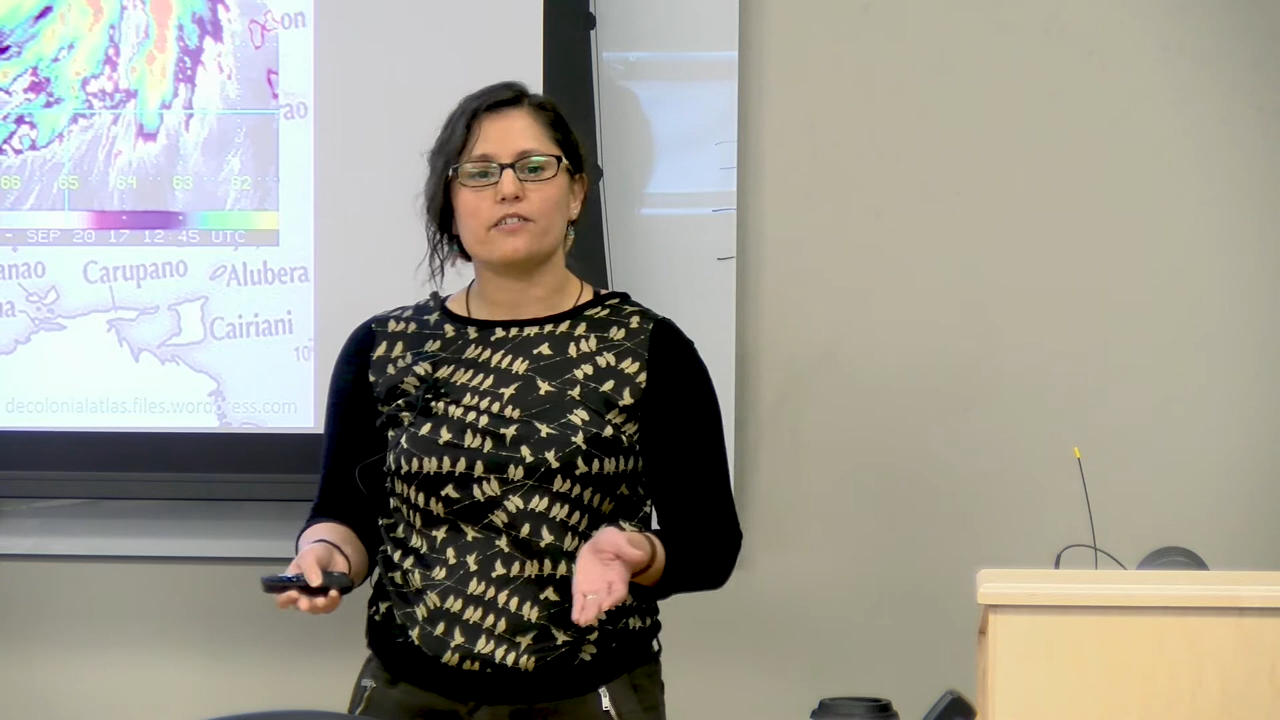 on
ao
66 65 64 63 62
- SEP 20 17 12:45 UTC
anao Carupano Alubera
na
Cairiani
10°
decolonialatlas.files.wordpress.com